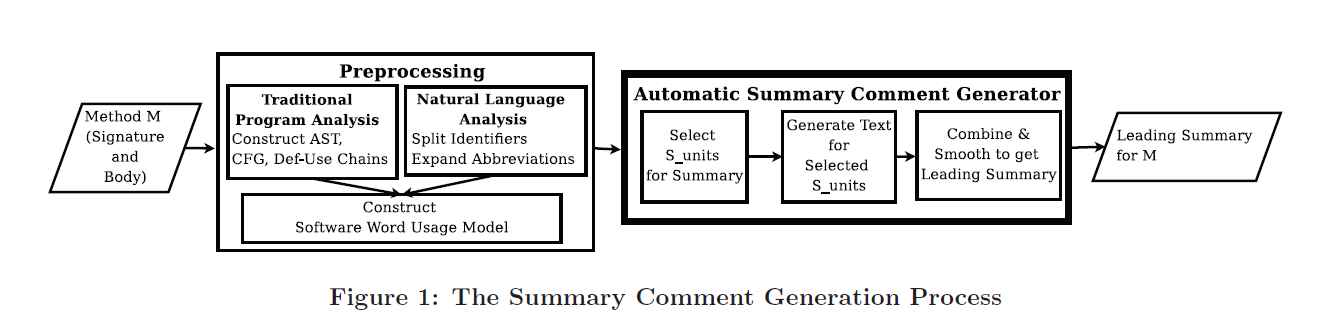 Method M
(Signature
and
Body)
Preprocessing
Traditional
Program Analysis
Construct AST,
CFG, Def-Use Chains
Natural Language
Analysis
Split Identifiers
Expand Abbreviations
Construct
Software Word Usage Model
Automatic Summary Comment Generator
Select
S_units
for Summary
Generate Text
for
Selected
S_units
Combine &
Smooth to get
Leading Summary
Leading Summary
for M
Figure 1: The Summary Comment Generation Process